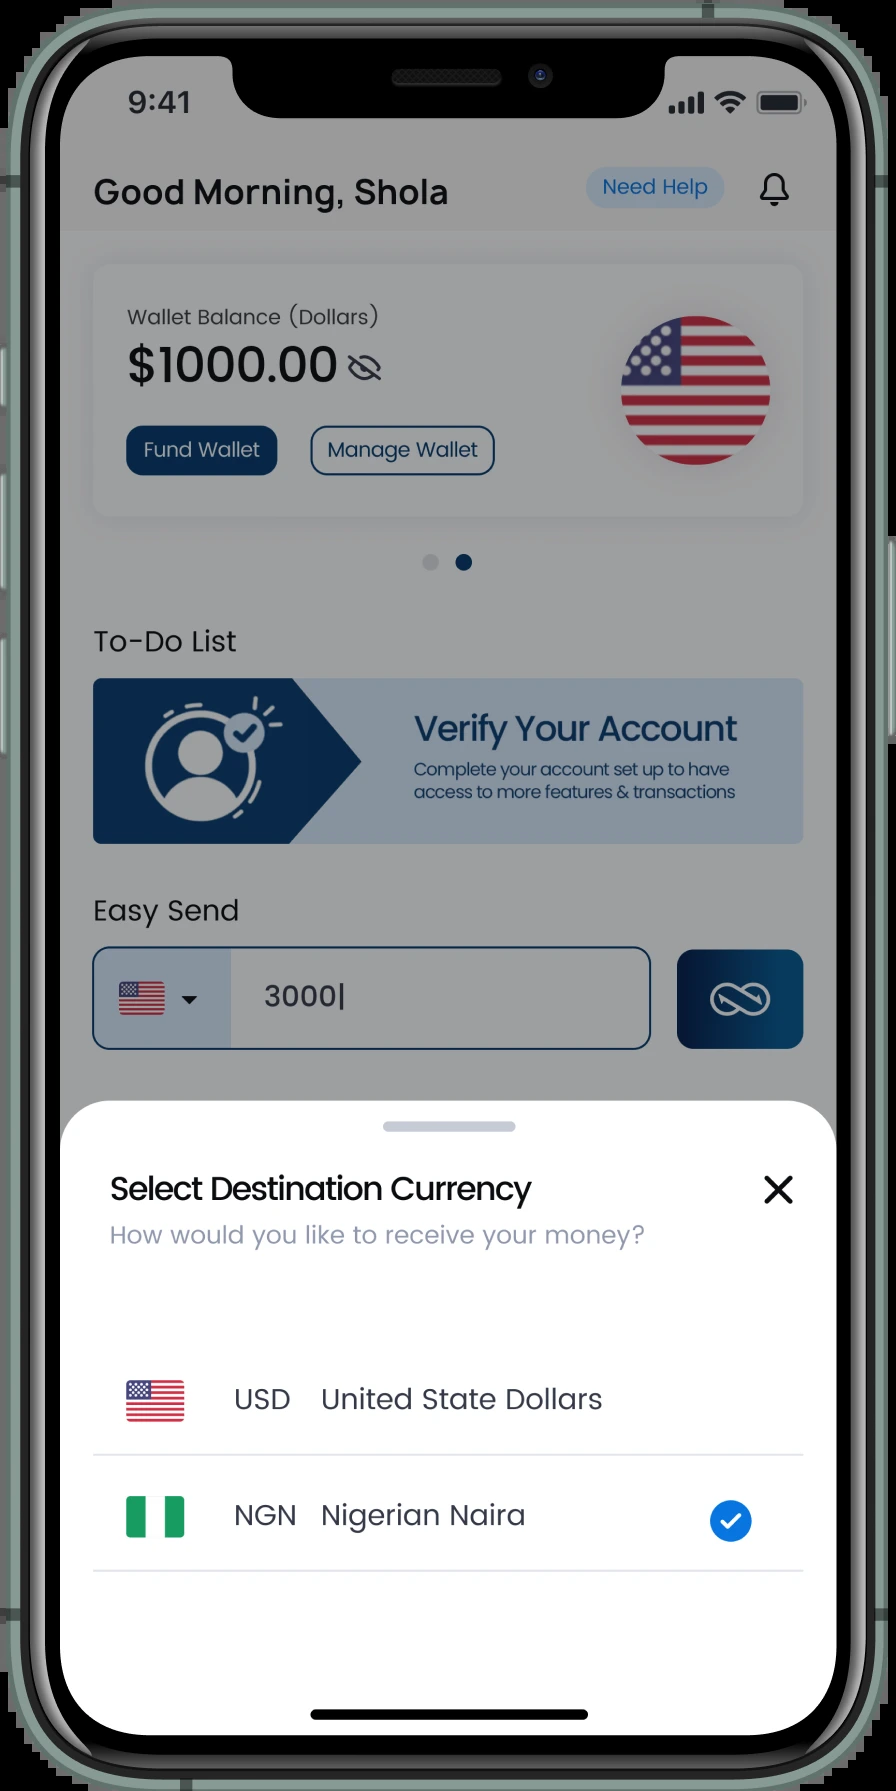 9:41
Good Morning, Shola
Need Help
Wallet Balance (Dollars)
$1000.00
Fund Wallet
Manage Wallet
To-Do List
Verify Your Account
Complete your account set up to have
access to more features & transactions
Easy Send
3000
Select Destination Currency
How would you like to receive your money?
USD United State Dollars
NGN Nigerian Naira